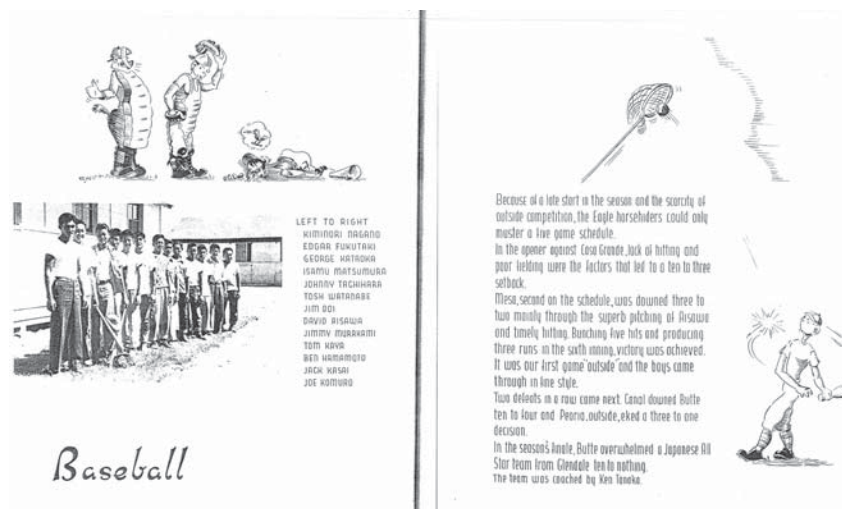 LEFT TO RIGHT
KIMINORI NAGANO
EDGAR FUKUTAKI
GEORGE KATAOKA
ISAMU MATSUMURA
JOHNNY TACHIHARA
TOSH WATANABE
JIM DOI
DAVID AISAWA
JIMMY MURAKAMI
TOM KAYA
BEN HAMAMOTO
JACK KASAI
JOE KOMURO
Baseball
Because of a late start in the season and the scarcity of
outside competition, the Eagle horsehiders could only
muster a five game schedule.
In the opener against Casa Grande, lack of hitting and
poor fielding were the factors that led to a ten to three
setback.
Mesa, second on the schedule, was downed three to
two mainly through the superb pitching of Aisawa
and timely hitting. Bunching five hits and producing
three runs in the sixth inning, victory was achieved.
It was our first game "outside" and the boys came
through in fine style.
Two defeats in a row came next. Canal downed Butte
ten to four and Peoria, outside, eked a three to one
decision.
In the season's finale, Butte overwhelmed a Japanese All
Star team from Glendale ten to nothing.
The team was coached by Ken Tanaka.